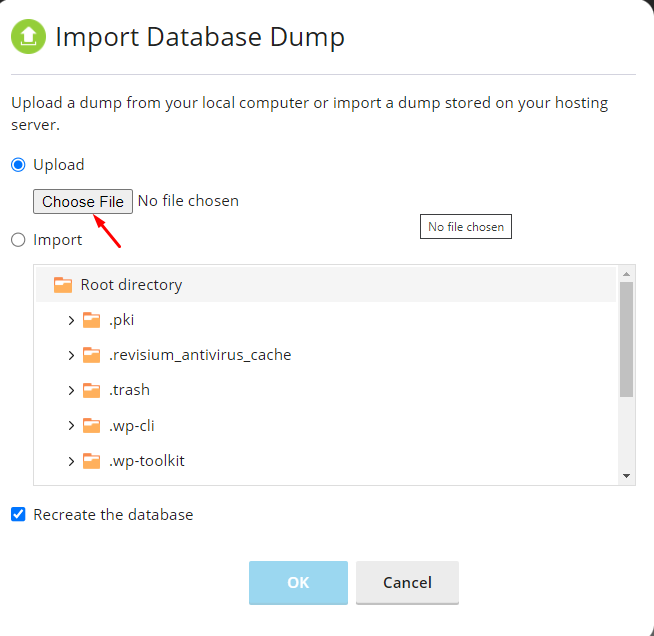 Import Database Dump
Upload a dump from your local computer or import a dump stored on your hosting
server.
Upload
Choose File No file chosen
No file chosen
Import
Root directory
.pki
.revisium_antivirus_cache
.trash
.wp-cli
.wp-toolkit
Recreate the database
OK Cancel